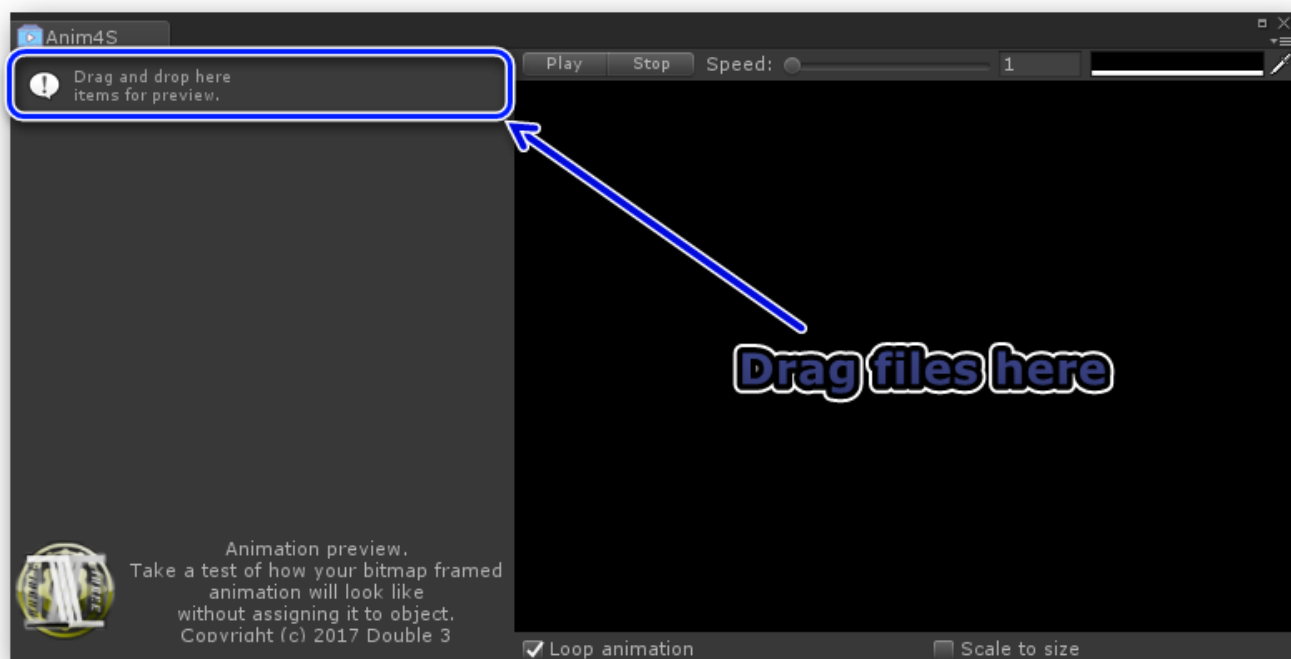 Anim4S
Drag and drop here
items for preview.
Play Stop Speed: 1
Drag files here
Animation preview.
Take a test of how your bitmap framed
animation will look like
without assigning it to object.
Copyright (c) 2017 Double 3
Loop animation Scale to size